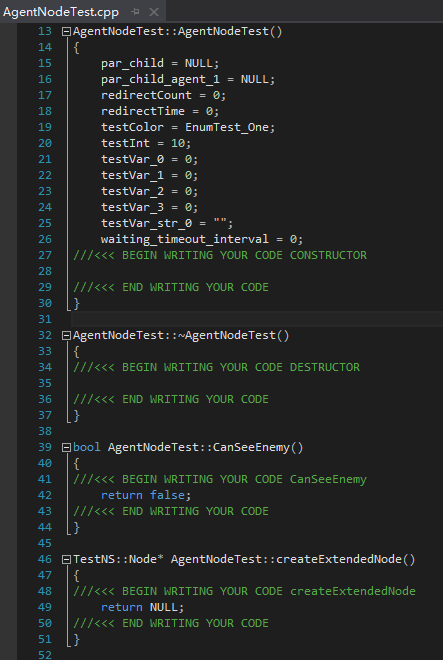 AgentNodeTest.cpp
13 AgentNodeTest::AgentNodeTest()
14 {
15 par_child = NULL;
16 par_child_agent_1 = NULL;
17 redirectCount = 0;
18 redirectTime = 0;
19 testColor = EnumTest_One;
20 testInt = 10;
21 testVar_0 = 0;
22 testVar_1 = 0;
23 testVar_2 = 0;
24 testVar_3 = 0;
25 testVar_str_0 = "";
26 waiting_timeout_interval = 0;
27 ///<<< BEGIN WRITING YOUR CODE CONSTRUCTOR
28
29 ///<<< END WRITING YOUR CODE
30 }
31
32 AgentNodeTest::~AgentNodeTest()
33 {
34 ///<<< BEGIN WRITING YOUR CODE DESTRUCTOR
35
36 ///<<< END WRITING YOUR CODE
37 }
38
39 bool AgentNodeTest::CanSeeEnemy()
40 {
41 ///<<< BEGIN WRITING YOUR CODE CanSeeEnemy
42 return false;
43 ///<<< END WRITING YOUR CODE
44 }
45
46 TestNS::Node* AgentNodeTest::createExtendedNode()
47 {
48 ///<<< BEGIN WRITING YOUR CODE createExtendedNode
49 return NULL;
50 ///<<< END WRITING YOUR CODE
51 }
52